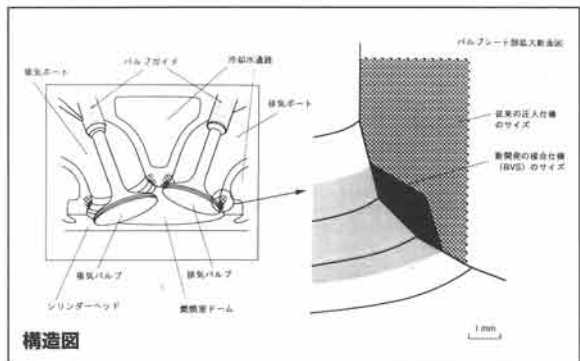 バルブガイド
冷却水通路
吸気ポート
排気ポート
吸気バルブ
排気バルブ
シリンダーヘッド
燃焼室ドーム
構造図
バルブシート部拡大断面図
従来の圧入仕様
のサイズ
新開発の接合仕様
(BVS)のサイズ
1mm